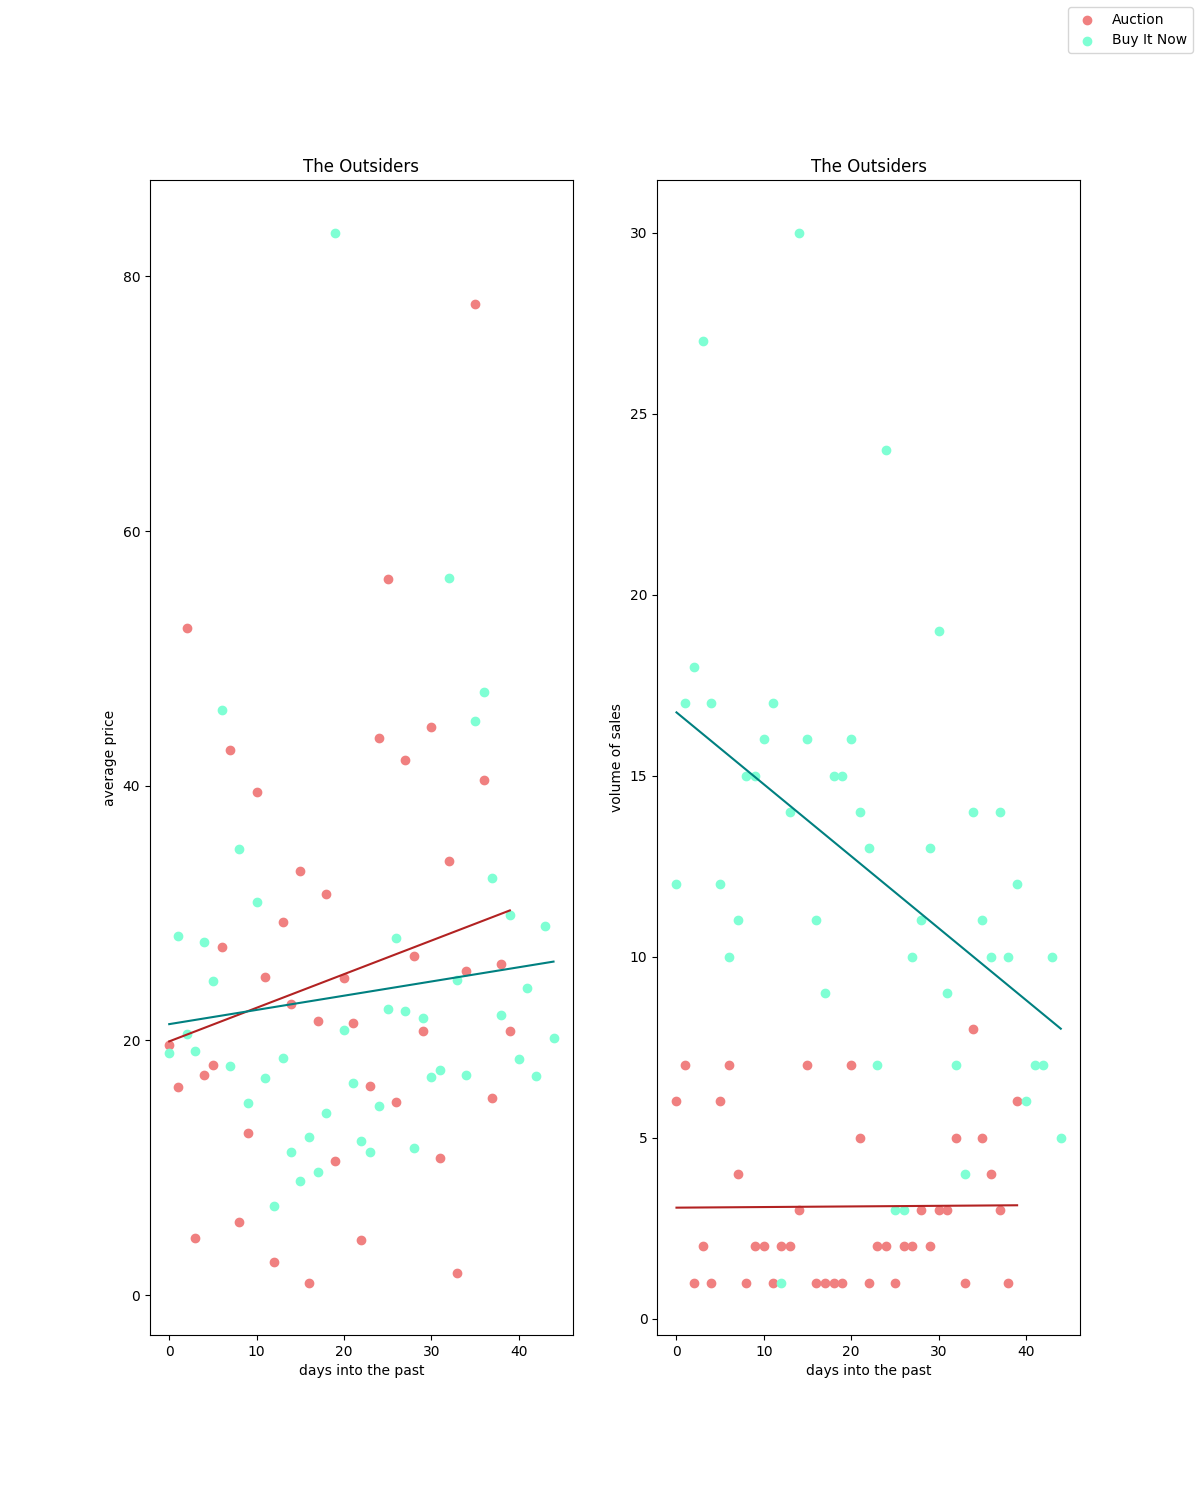 Auction
Buy It Now
The Outsiders
80
60
40
20
0
average price
0 10 20 30 40
days into the past
The Outsiders
30
25
20
15
10
5
0
volume of sales
0 10 20 30 40
days into the past